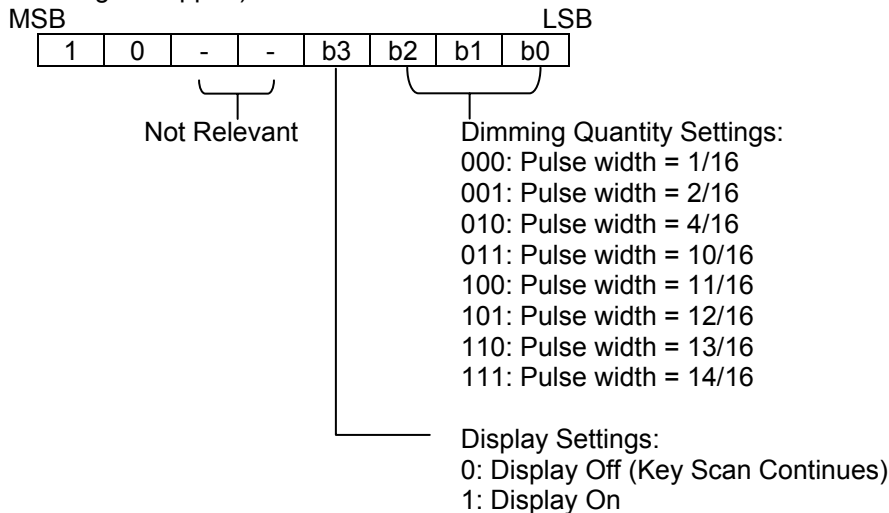 MSB LSB
1 0 - - b3 b2 b1 b0
Not Relevant
Dimming Quantity Settings:
000: Pulse width = 1/16
001: Pulse width = 2/16
010: Pulse width = 4/16
011: Pulse width = 10/16
100: Pulse width = 11/16
101: Pulse width = 12/16
110: Pulse width = 13/16
111: Pulse width = 14/16
Display Settings:
0: Display Off (Key Scan Continues)
1: Display On